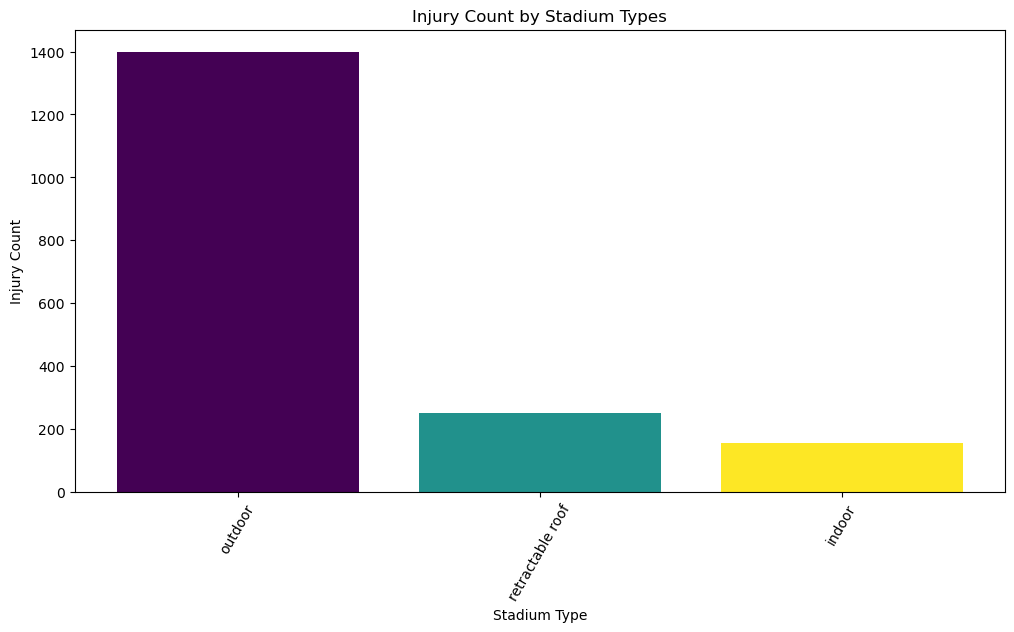 Injury Count by Stadium Types
Injury Count
1400
1200
1000
800
600
400
200
0
outdoor
retractable roof
indoor
Stadium Type